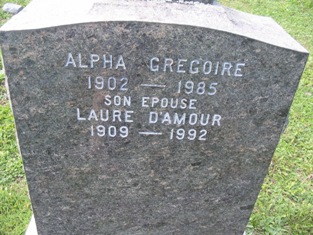 ALPHA GREGOIRE
1902 — 1985
SON EPOUSE
LAURE D'AMOUR
1909 — 1992